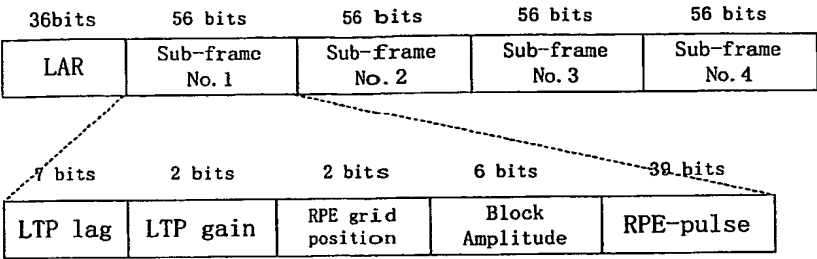 36bits 56 bits 56 bits 56 bits 56 bits
LAR Sub-frame No. 1 Sub-frame No. 2 Sub-frame No. 3 Sub-frame No. 4
7 bits 2 bits 2 bits 6 bits 39 bits
LTP lag LTP gain RPE grid position Block Amplitude RPE-pulse